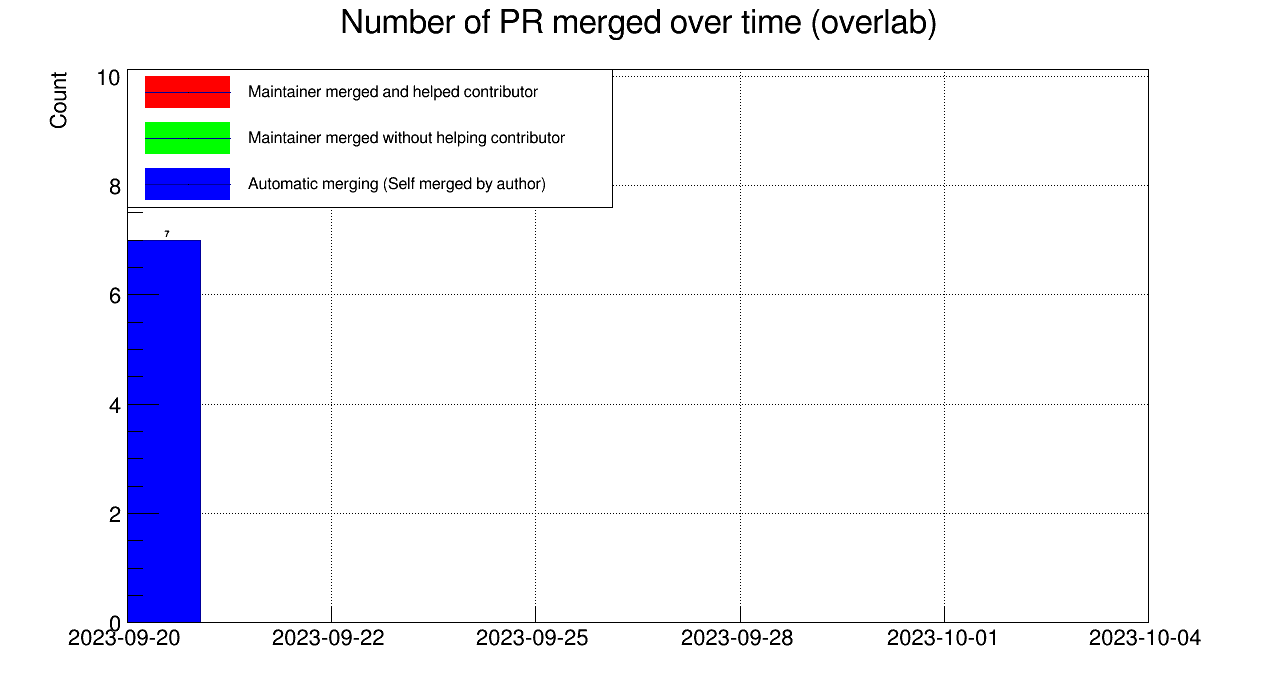 Number of PR merged over time (overlab)
Count
10
Maintainer merged and helped contributor
Maintainer merged without helping contributor
8
Automatic merging (Self merged by author)
7
6
4
2
0
2023-09-20 2023-09-22 2023-09-25 2023-09-28 2023-10-01 2023-10-04